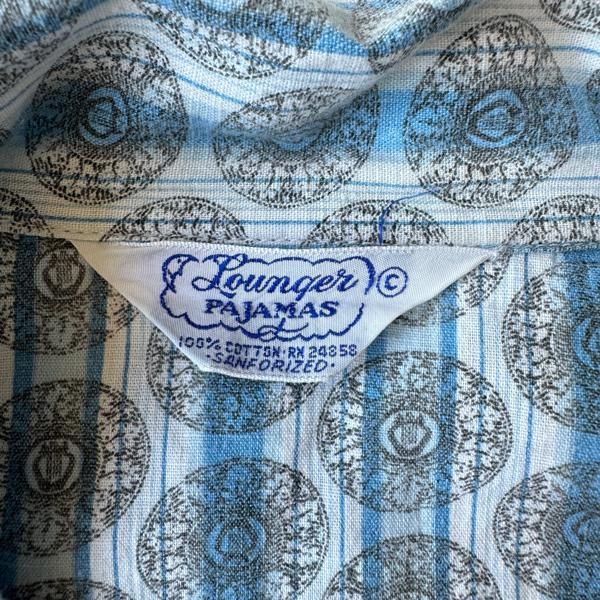 Lounger ©
PAJAMAS
100% COTTON · RN 24858
· SANFORIZED ·